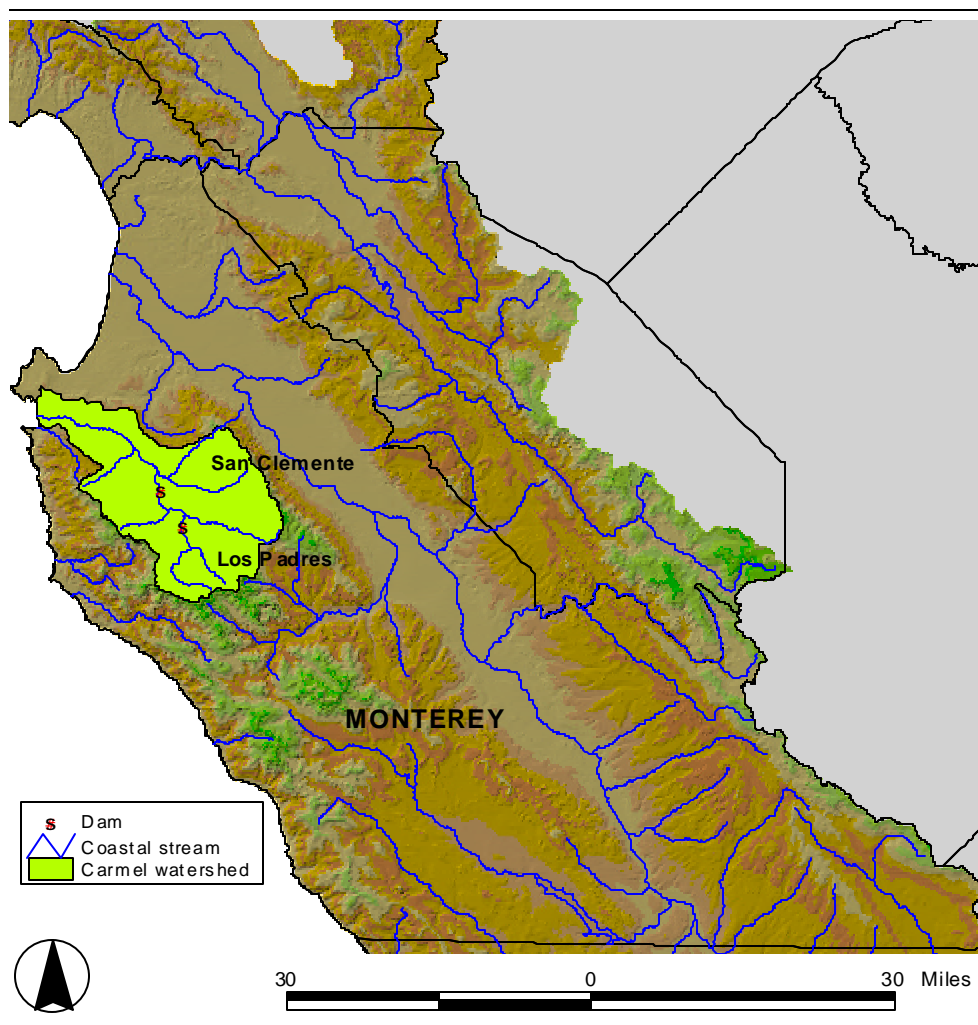 San Clemente
Los Padres
MONTEREY
s Dam
Coastal stream
Carmel watershed
30 0 30 Miles